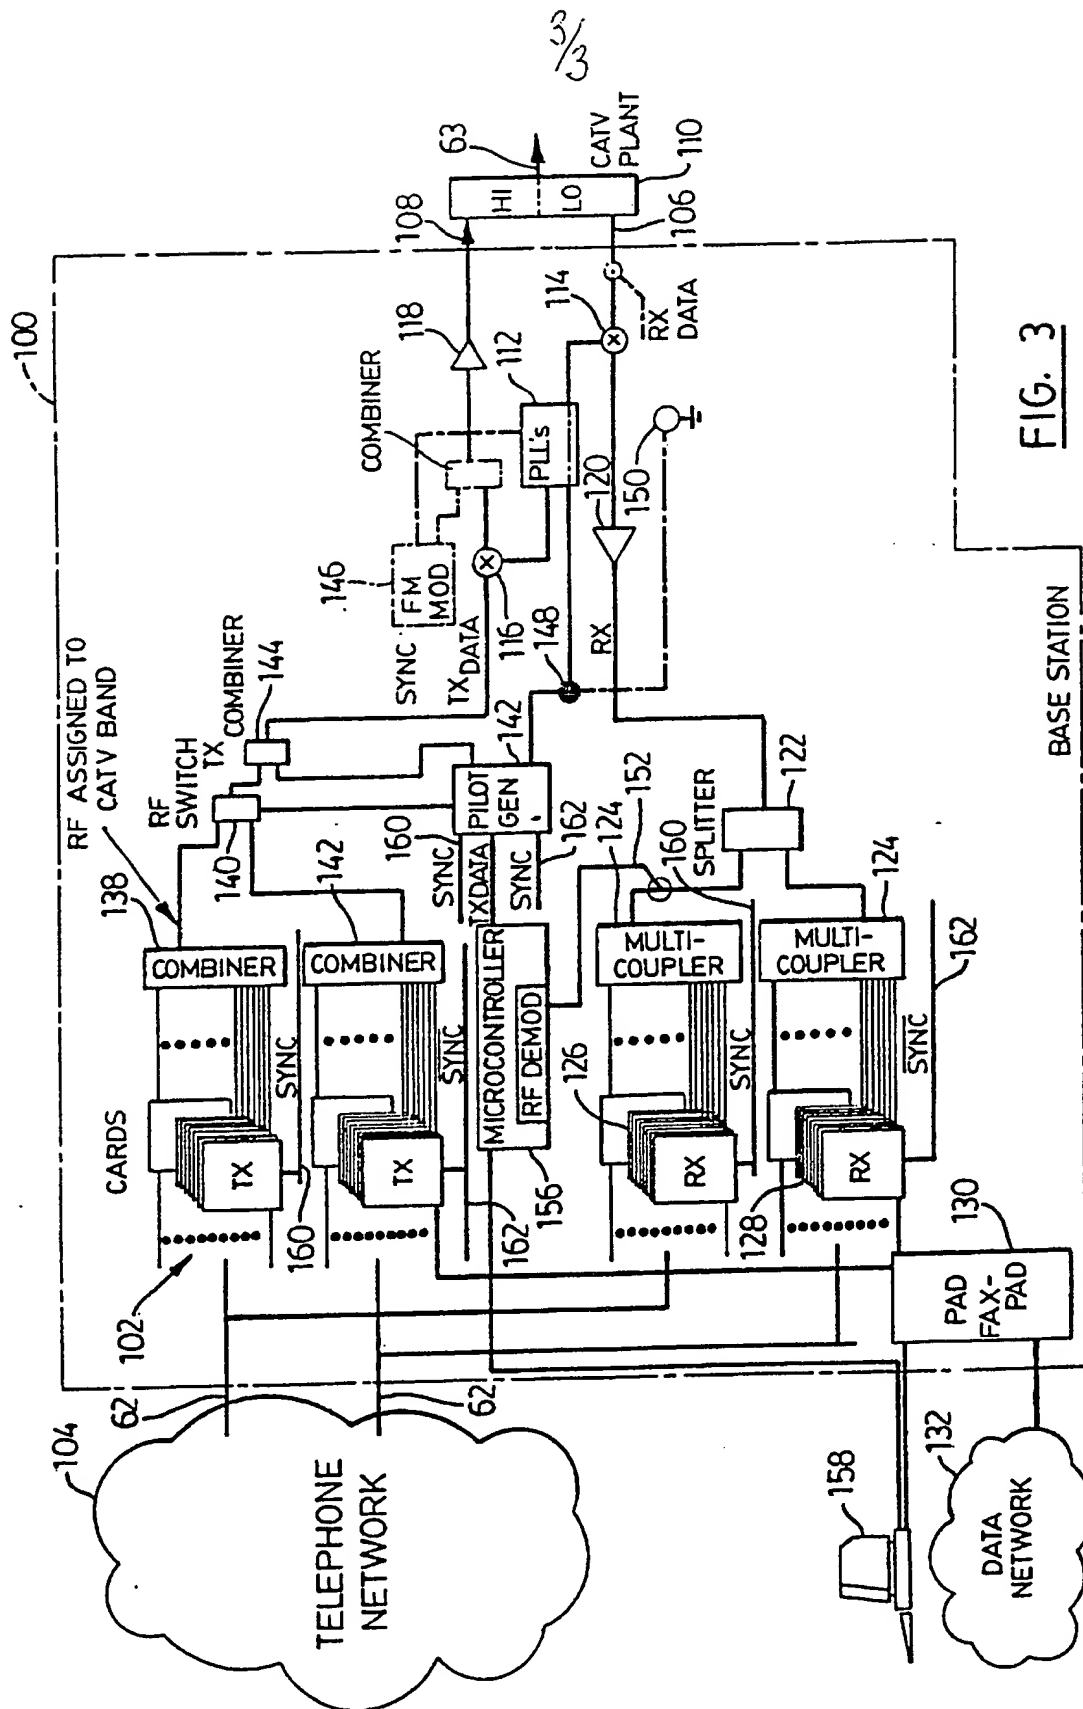 3/3
100
RF ASSIGNED TO
CATV BAND
RF
SWITCH
TX
COMBINER
144
138
140
COMBINER
142
COMBINER
CARDS
TX
TX
SYNC
SYNC
160
162
102
104
62
62
TELEPHONE
NETWORK
SYNC
146
FM
MOD
COMBINER
118
108
HI
LO
63
CATV
PLANT
110
106
112
PLL's
114
RX
DATA
TXDATA
116
148
120
RX
150
PILOT
GEN
142
SYNC
160
TXDATA
SYNC
162
MICROCONTROLLER
RF DEMOD
156
152
124
160
SPLITTER
122
MULTI-
COUPLER
MULTI-
COUPLER
124
126
128
RX
RX
SYNC
SYNC
162
130
PAD
FAX-
PAD
158
132
DATA
NETWORK
BASE STATION
FIG. 3